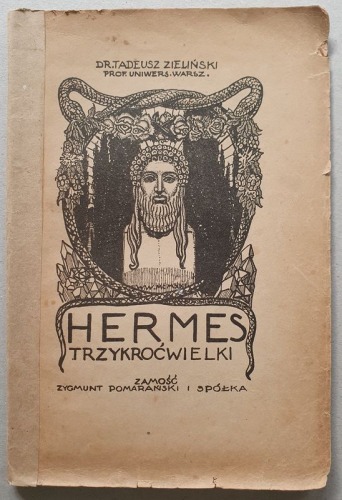 DR. TADEUSZ ZIELIŃSKI
PROF. UNIWERS. WARSZ.
HERMES
TRZYKROĆWIELKI
ZAMOŚĆ
ZYGMUNT POMARAŃSKI I SPÓŁKA